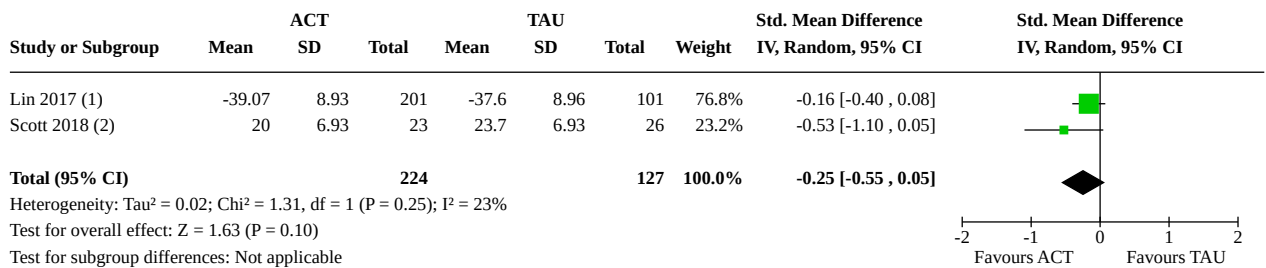 ACT TAU Std. Mean Difference Std. Mean Difference
Study or Subgroup Mean SD Total Mean SD Total Weight IV, Random, 95% CI IV, Random, 95% CI
Lin 2017 (1) -39.07 8.93 201 -37.6 8.96 101 76.8% -0.16 [-0.40 , 0.08]
Scott 2018 (2) 20 6.93 23 23.7 6.93 26 23.2% -0.53 [-1.10 , 0.05]
Total (95% CI) 224 127 100.0% -0.25 [-0.55 , 0.05]
Heterogeneity: Tau² = 0.02; Chi² = 1.31, df = 1 (P = 0.25); I² = 23%
Test for overall effect: Z = 1.63 (P = 0.10)
-2 -1 0 1 2
Test for subgroup differences: Not applicable Favours ACT Favours TAU